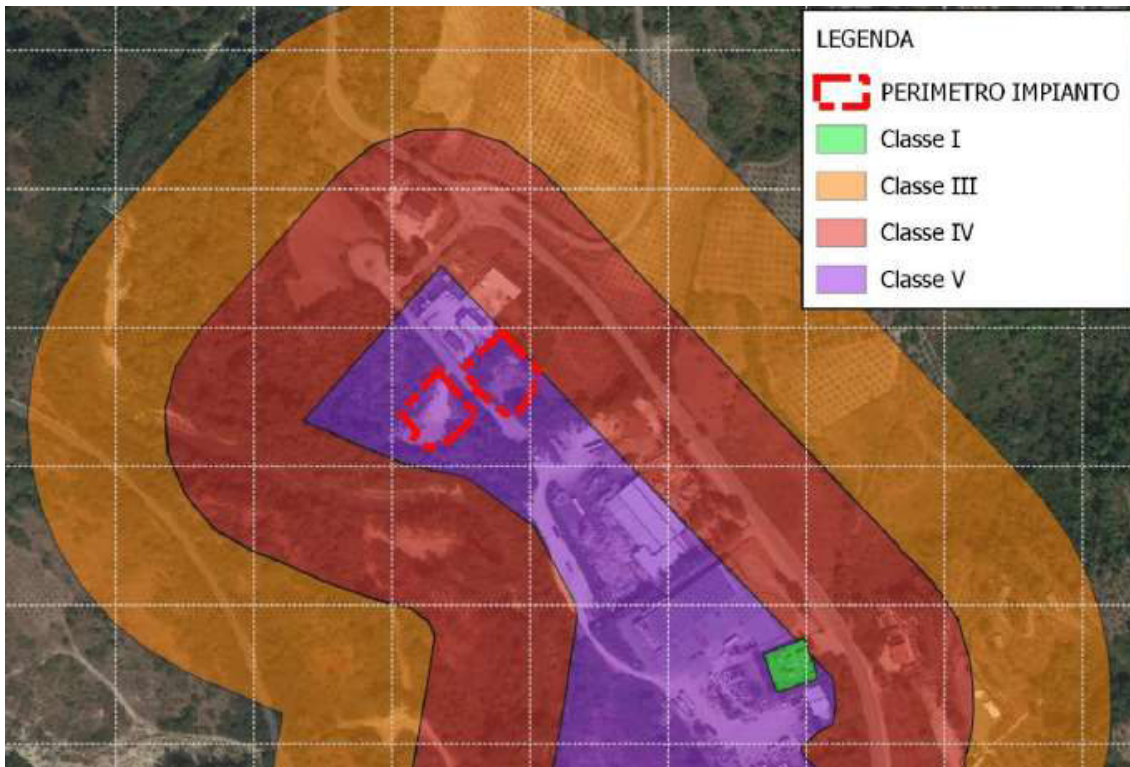 LEGENDA
PERIMETRO IMPIANTO
Classe I
Classe III
Classe IV
Classe V